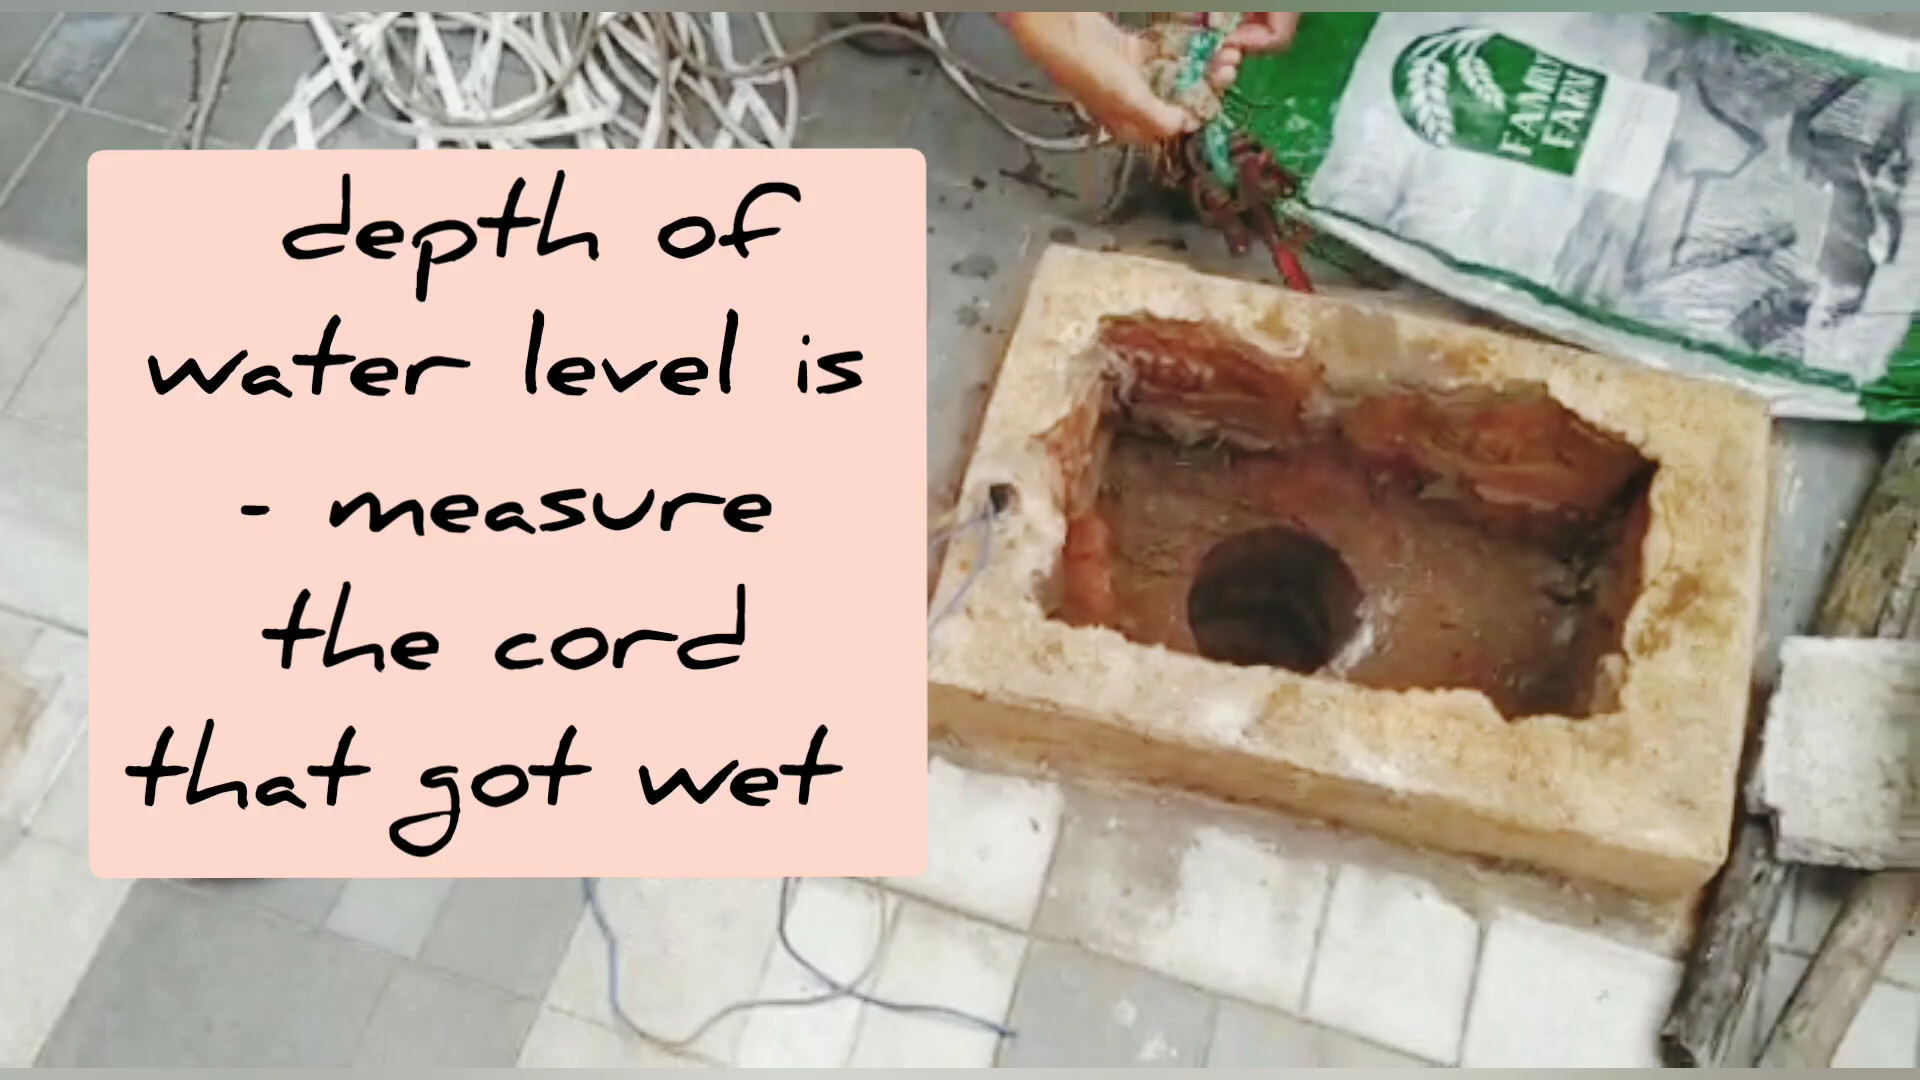 depth of
water level is
- measure
the cord
that got wet
FAMILY
FARM